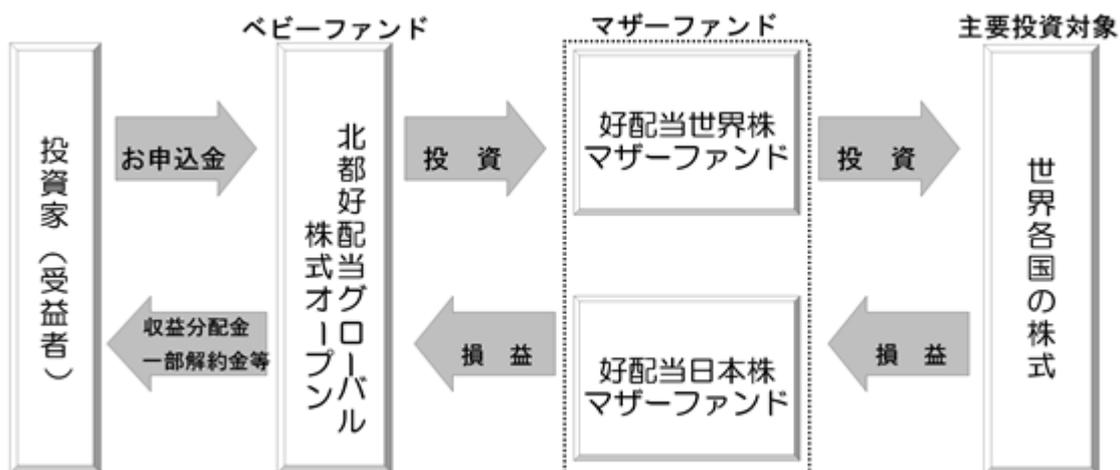 ベビーファンド
マザーファンド
主要投資対象
投資家（受益者）
お申込金
収益分配金
一部解約金等
北都好配当グローバル
株式オープン
投　資
損　益
好配当世界株
マザーファンド
好配当日本株
マザーファンド
投　資
損　益
世界各国の株式